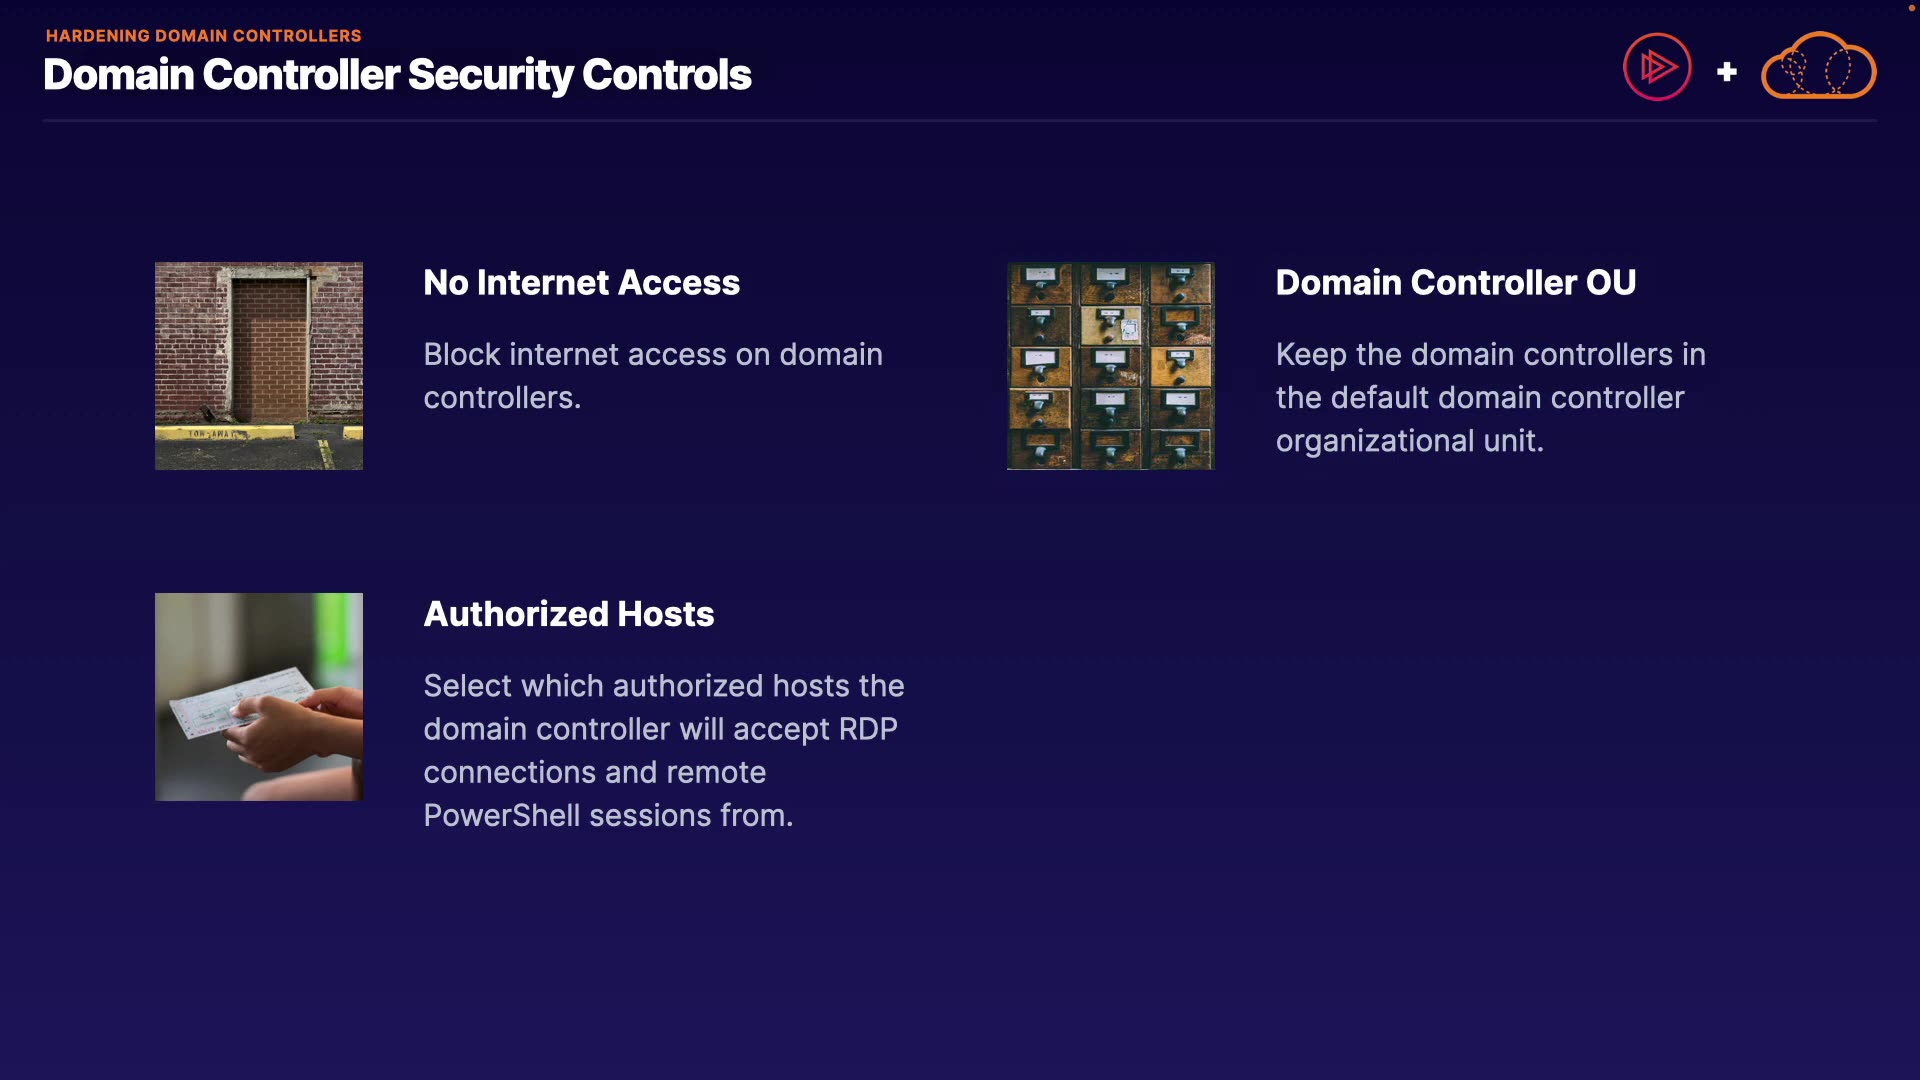 HARDENING DOMAIN CONTROLLERS
Domain Controller Security Controls
No Internet Access
Block internet access on domain
controllers.
Domain Controller OU
Keep the domain controllers in
the default domain controller
organizational unit.
Authorized Hosts
Select which authorized hosts the
domain controller will accept RDP
connections and remote
PowerShell sessions from.